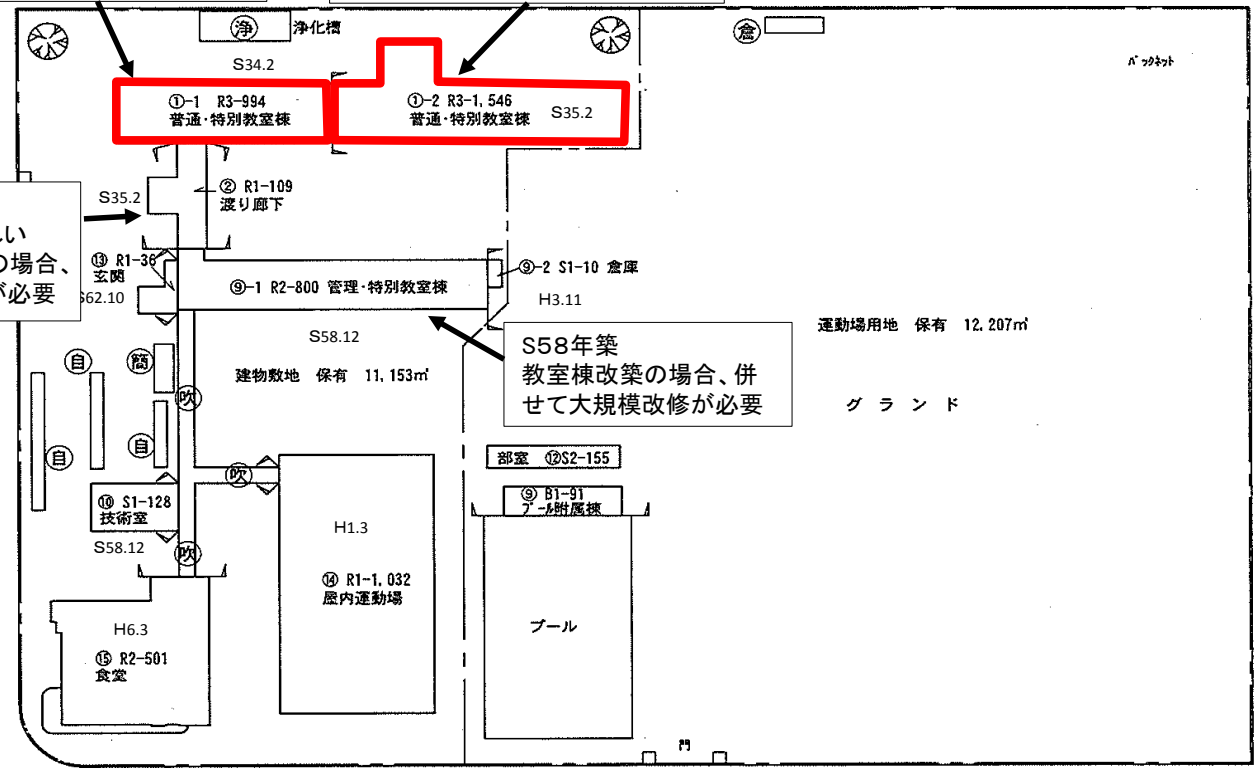 浄
浄化槽
倉
バックネット
S34.2
①-1 R3-994
普通・特別教室棟
①-2 R3-1,546
普通・特別教室棟
S35.2
S35.2
② R1-109
渡り廊下
しい
の場合、
が必要
⑬ R1-36
玄関
S62.10
⑨-1 R2-800 管理・特別教室棟
⑨-2 S1-10 倉庫
H3.11
S58.12
S58年築
教室棟改築の場合、併
せて大規模改修が必要
運動場用地 保有 12,207㎡
建物敷地 保有 11,153㎡
グランド
自
簡
吹
自
自
部室 ⑫S2-155
吹
⑨ B1-91
プール附属棟
⑩ S1-128
技術室
S58.12
吹
H1.3
⑭ R1-1,032
屋内運動場
プール
H6.3
⑮ R2-501
食堂
門